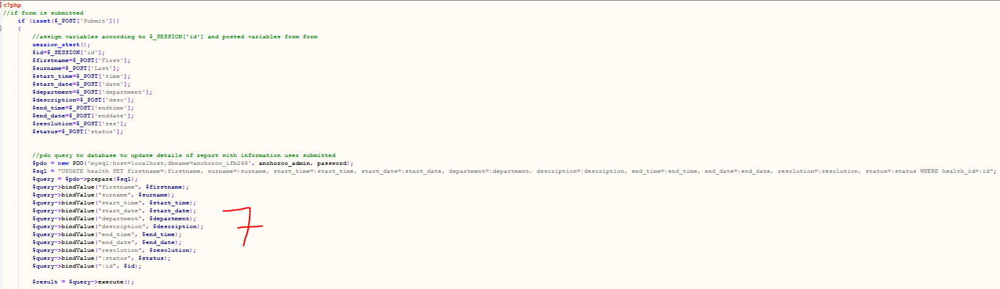 <?php
//if form is submitted
if (isset($_POST['Submit']))
{
//assign variables according to $_SESSION['id'] and posted variables from form
session_start();
$id=$_SESSION['id'];
$firstname=$_POST['First'];
$surname=$_POST['Last'];
$start_time=$_POST['time'];
$start_date=$_POST['date'];
$department=$_POST['department'];
$description=$_POST['desc'];
$end_time=$_POST['endtime'];
$end_date=$_POST['enddate'];
$resolution=$_POST['res'];
$status=$_POST['status'];
//pdo query to database to update details of report with information user submitted
$pdo = new PDO('mysql:host=localhost;dbname=anchorco_ifb299', anchorco_admin, password);
$sql = "UPDATE health SET firstname=:firstname, surname=:surname, start_time=:start_time, start_date=:start_date, department=:department, description=:description, end_time=:end_time, end_date=:end_date, resolution=:resolution, status=:status WHERE health_id=:id";
$query = $pdo->prepare($sql);
$query->bindValue("firstname", $firstname);
$query->bindValue("surname", $surname);
$query->bindValue("start_time", $start_time);
$query->bindValue("start_date", $start_date);
$query->bindValue("department", $department);
$query->bindValue("description", $description);
$query->bindValue("end_time", $end_time);
$query->bindValue("end_date", $end_date);
$query->bindValue("resolution", $resolution);
$query->bindValue(":status", $status);
$query->bindValue(":id", $id);
7
$result = $query->execute();